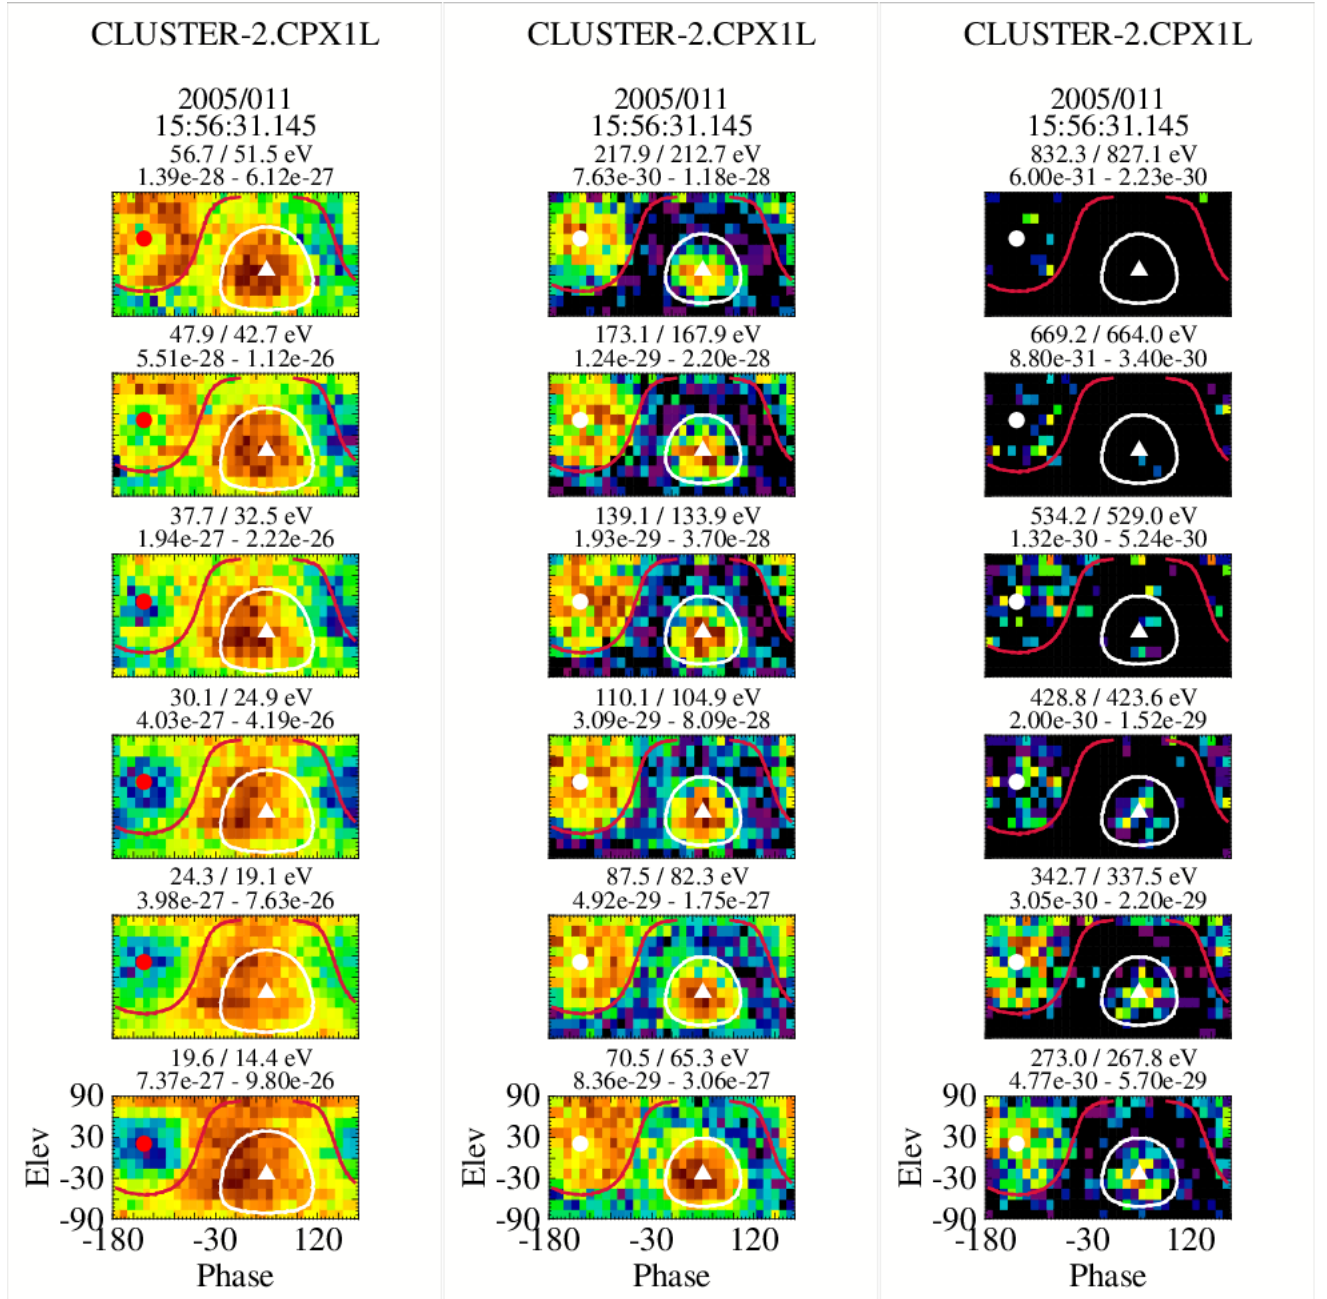 CLUSTER-2.CPX1L
2005/011
15:56:31.145
56.7 / 51.5 eV
1.39e-28 - 6.12e-27
47.9 / 42.7 eV
5.51e-28 - 1.12e-26
37.7 / 32.5 eV
1.94e-27 - 2.22e-26
30.1 / 24.9 eV
4.03e-27 - 4.19e-26
24.3 / 19.1 eV
3.98e-27 - 7.63e-26
19.6 / 14.4 eV
7.37e-27 - 9.80e-26
90
30
-30
-90
Elev
-180 -30 120
Phase
CLUSTER-2.CPX1L
2005/011
15:56:31.145
217.9 / 212.7 eV
7.63e-30 - 1.18e-28
173.1 / 167.9 eV
1.24e-29 - 2.20e-28
139.1 / 133.9 eV
1.93e-29 - 3.70e-28
110.1 / 104.9 eV
3.09e-29 - 8.09e-28
87.5 / 82.3 eV
4.92e-29 - 1.75e-27
70.5 / 65.3 eV
8.36e-29 - 3.06e-27
90
30
-30
-90
Elev
-180 -30 120
Phase
CLUSTER-2.CPX1L
2005/011
15:56:31.145
832.3 / 827.1 eV
6.00e-31 - 2.23e-30
669.2 / 664.0 eV
8.80e-31 - 3.40e-30
534.2 / 529.0 eV
1.32e-30 - 5.24e-30
428.8 / 423.6 eV
2.00e-30 - 1.52e-29
342.7 / 337.5 eV
3.05e-30 - 2.20e-29
273.0 / 267.8 eV
4.77e-30 - 5.70e-29
90
30
-30
-90
Elev
-180 -30 120
Phase